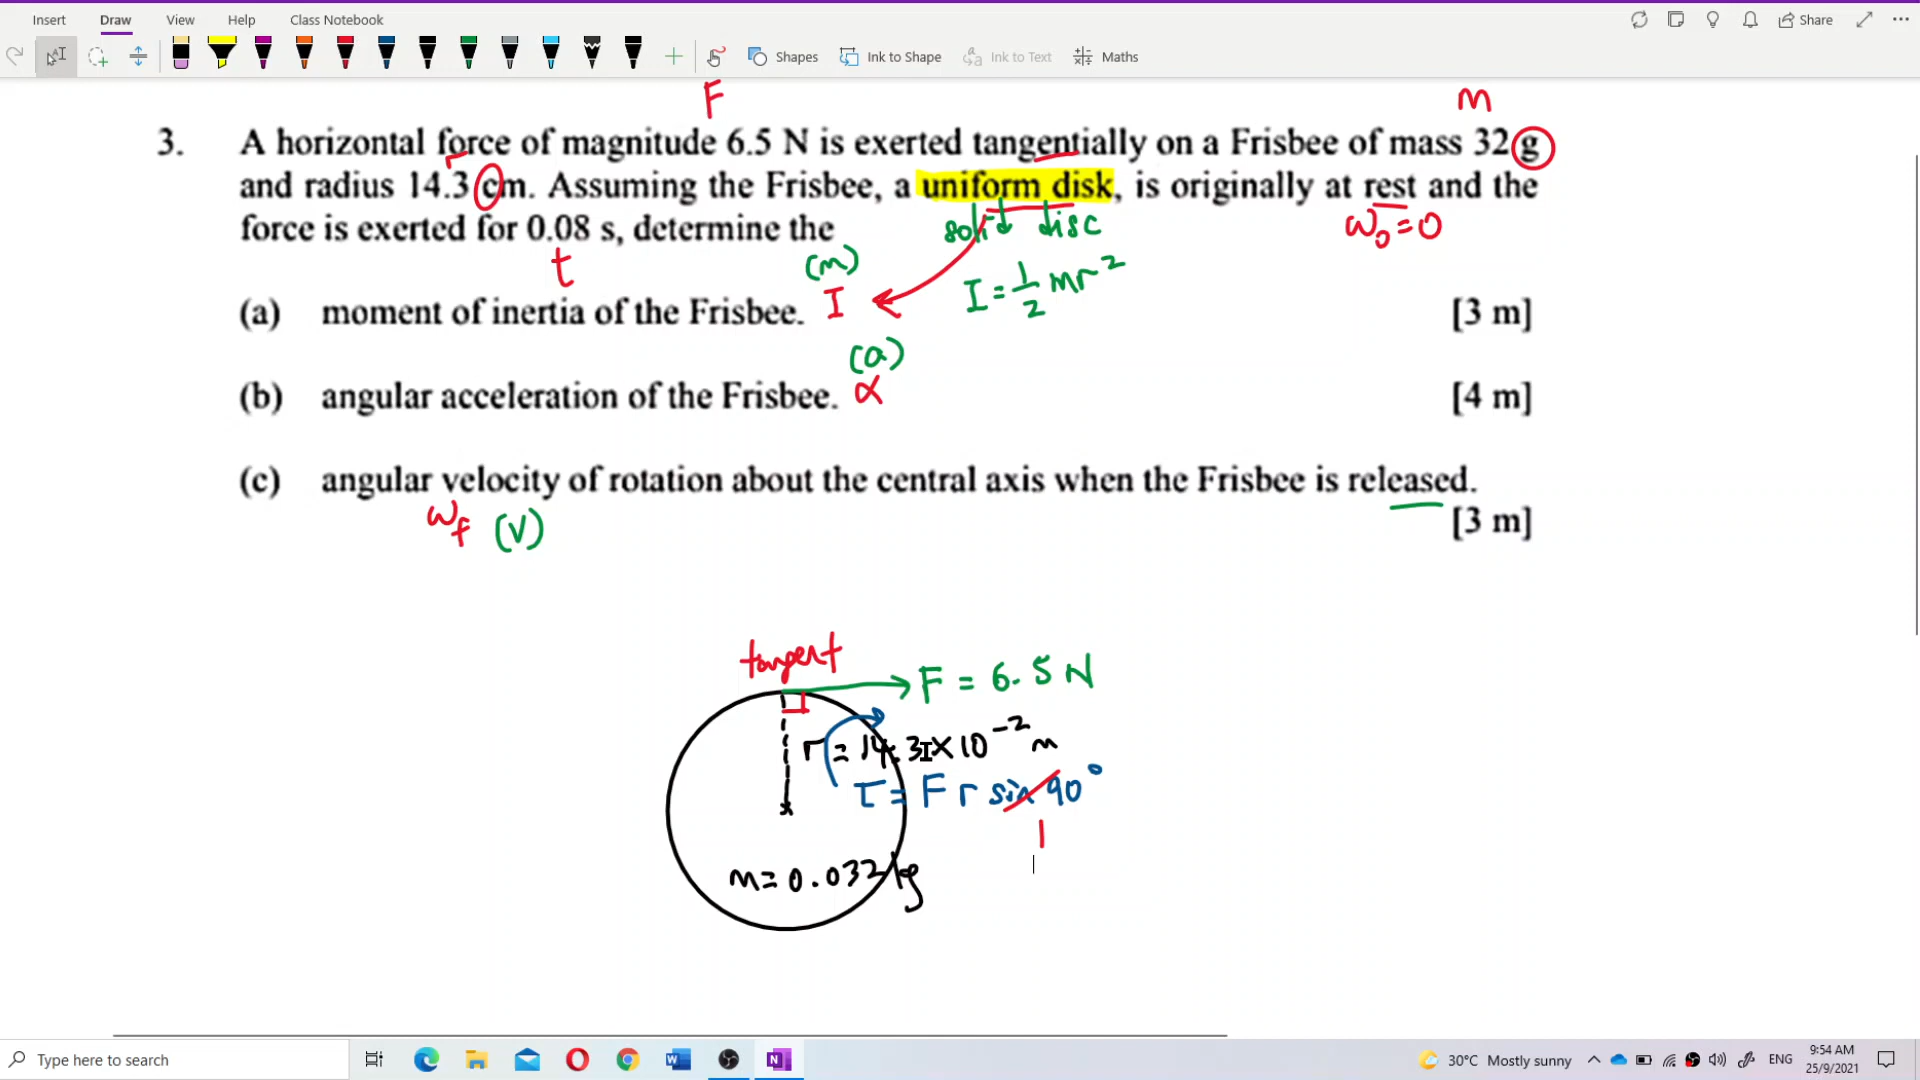 Insert Draw View Help Class Notebook Share
Shapes Ink to Shape Ink to Text Maths
F m
3. A horizontal force of magnitude 6.5 N is exerted tangentially on a Frisbee of mass 32 g
r
and radius 14.3 cm. Assuming the Frisbee, a uniform disk, is originally at rest and the
force is exerted for 0.08 s, determine the
solid disc
ω₀ = 0
t
(m)
(a) moment of inertia of the Frisbee. I [3 m]
I = 1/2 mr²
(a)
(b) angular acceleration of the Frisbee. α [4 m]
(c) angular velocity of rotation about the central axis when the Frisbee is released.
ωf (v) [3 m]
tangent
F = 6.5 N
r = 14.3 × 10⁻² m
τ = F r sin 90°
1
m = 0.032 kg
Type here to search
30°C Mostly sunny ENG 9:54 AM
25/9/2021